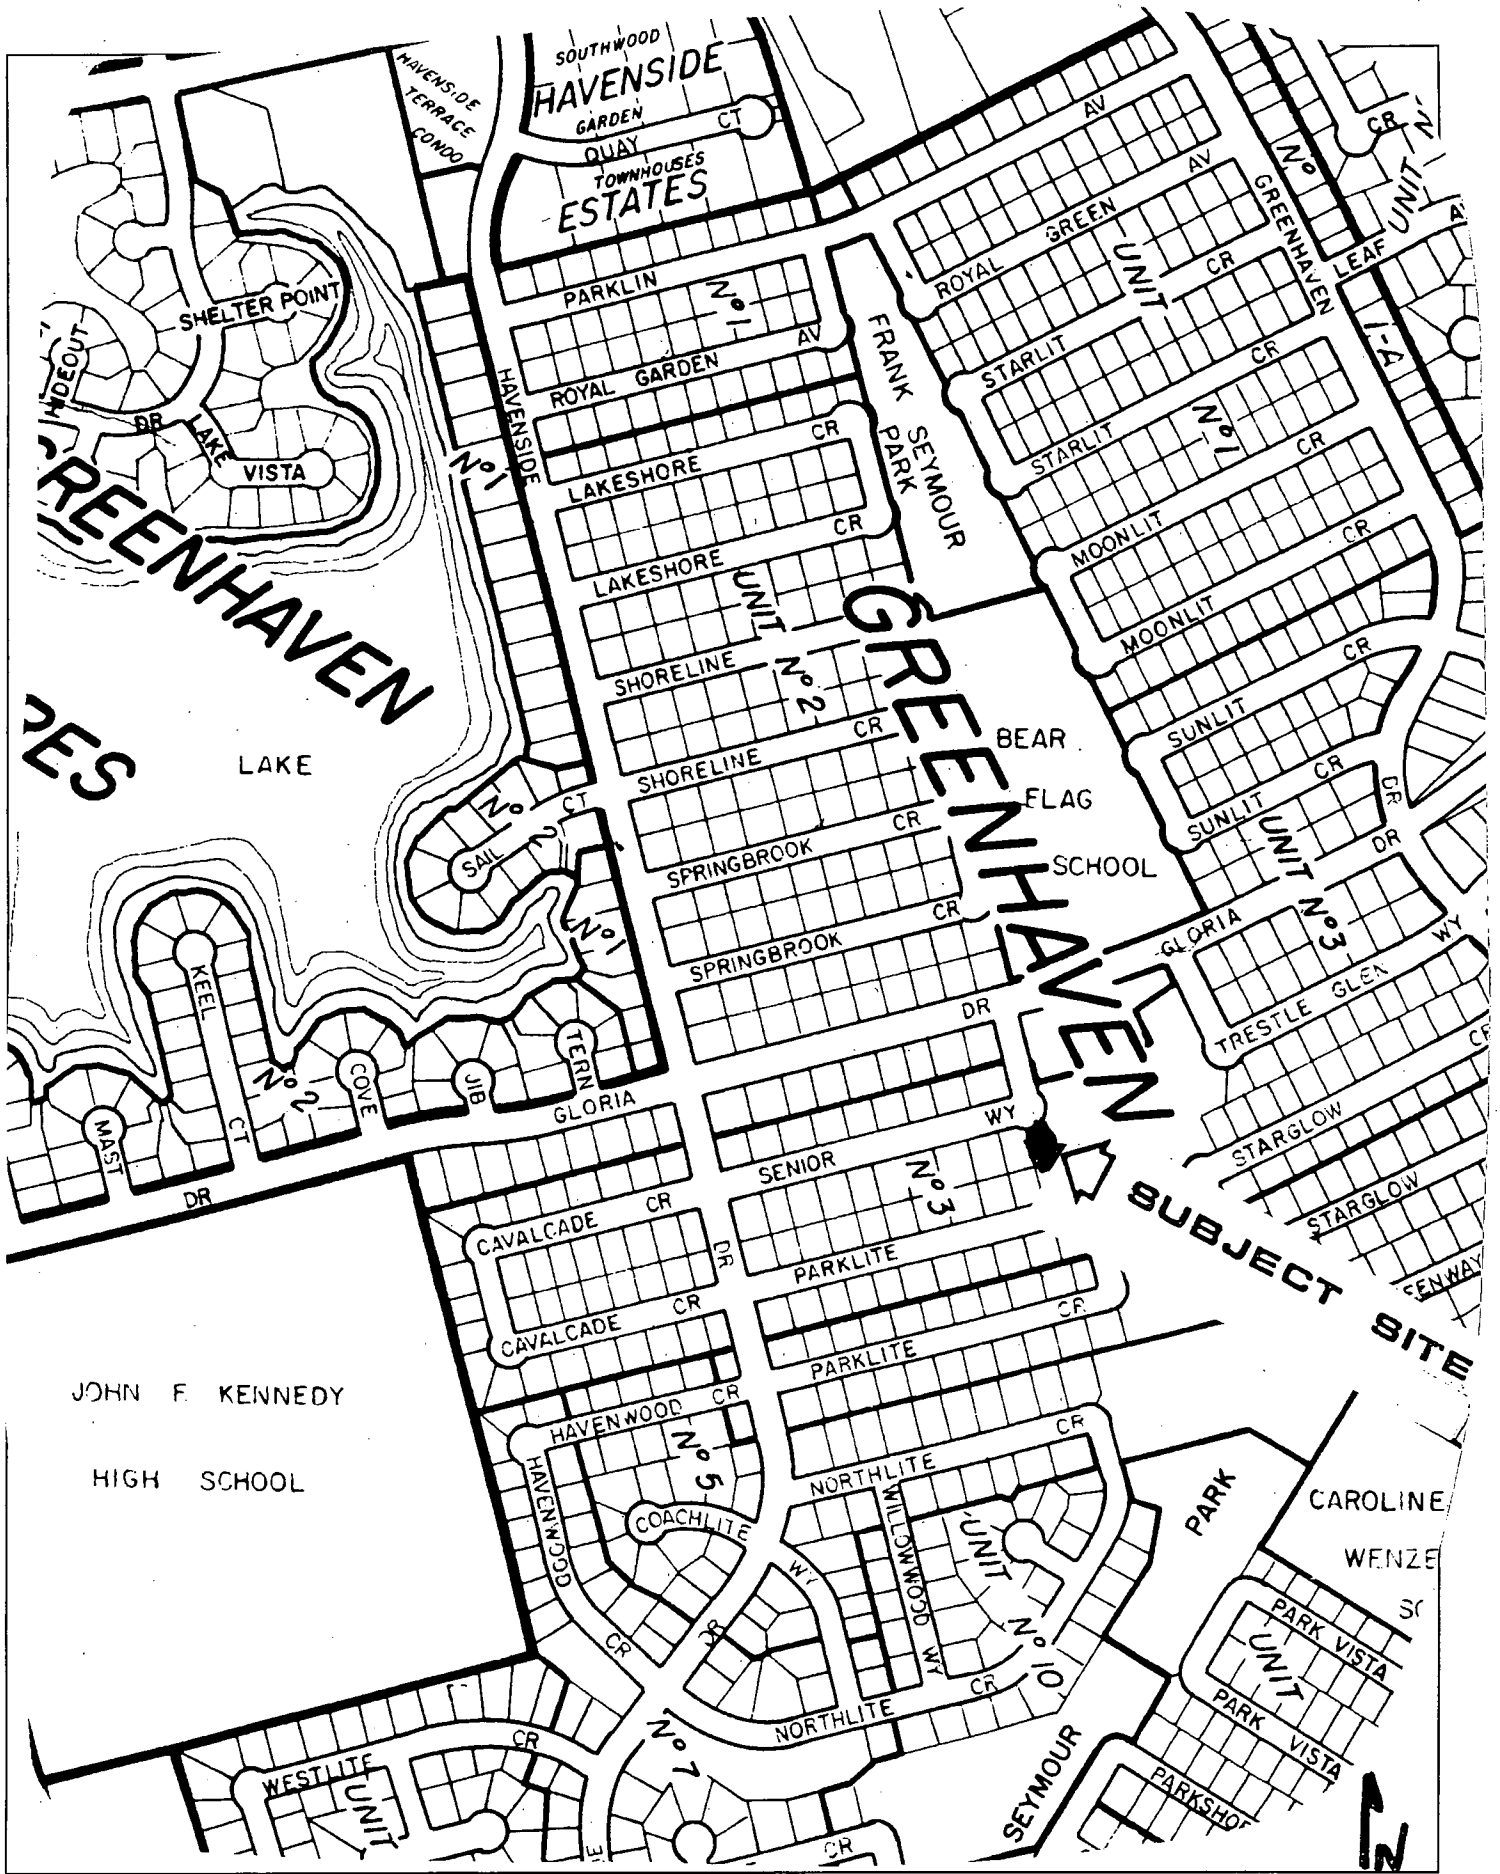 SOUTHWOOD
HAVENSIDE
GARDEN
QUAY CT
TOWNHOUSES
ESTATES
HAVENSIDE
TERRACE
CONDO
AV
CR
Nº
UNIT
PARKLIN
Nº 1
ROYAL GREEN AV
UNIT
GREENHAVEN
LEAF
1-A
SHELTER POINT
HIDEOUT
DR
LAKE
VISTA
ROYAL GARDEN AV
HAVENSIDE
Nº 1
FRANK SEYMOUR
PARK
STARLIT CR
STARLIT CR
Nº 1
LAKESHORE CR
LAKESHORE CR
MOONLIT CR
MOONLIT CR
GREENHAVEN
UNIT
Nº 2
SHORELINE
SHORELINE CR
SUNLIT CR
SUNLIT CR
DR
LAKE
GREENHAVEN
BEAR
FLAG
SCHOOL
Nº 2
SAIL CT
Nº 1
SPRINGBROOK CR
SPRINGBROOK CR
UNIT
Nº 3
GLORIA DR
WY
TRESTLE GLEN
KEEL CT
Nº 2
MAST
COVE
JIB
TERN
GLORIA DR
DR
SENIOR WY
Nº 3
STARGLOW CR
STARGLOW
SUBJECT SITE
CAVALCADE CR
CAVALCADE CR
DR
PARKLITE
PARKLITE CR
JOHN F. KENNEDY
HIGH SCHOOL
HAVENWOOD CR
HAVENWOOD CR
Nº 5
COACHLITE WY
CR
NORTHLITE CR
WILLOWWOOD WY
UNIT
Nº 10
NORTHLITE CR
PARK
CAROLINE
WENZE
PARK VISTA
UNIT
PARK VISTA
PARKSHOR
SEYMOUR
WESTLITE CR
UNIT
Nº 7
CR
N